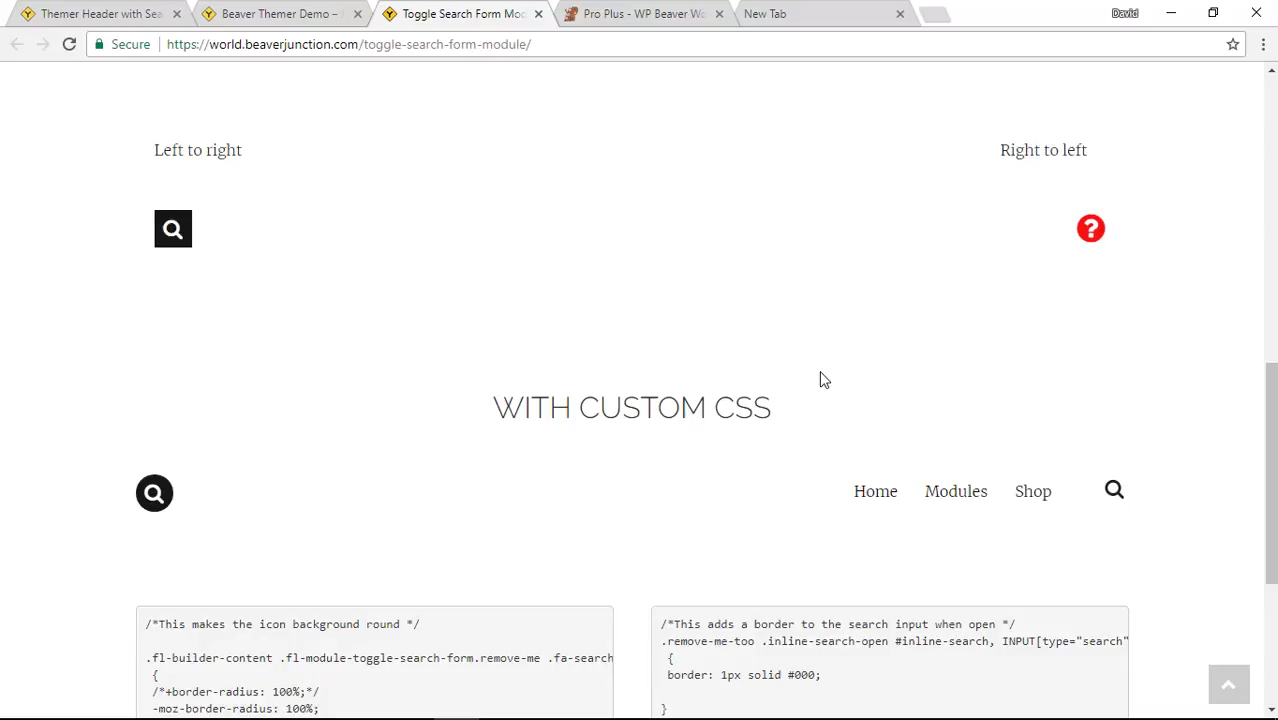 Themer Header with Sea
Beaver Themer Demo –
Toggle Search Form Mod
Pro Plus - WP Beaver Wo
New Tab
David
Secure
https://world.beaverjunction.com/toggle-search-form-module/
Left to right
Right to left
WITH CUSTOM CSS
Home Modules Shop
/*This makes the icon background round */
.fl-builder-content .fl-module-toggle-search-form.remove-me .fa-search
{
/*+border-radius: 100%;*/
-moz-border-radius: 100%;
/*This adds a border to the search input when open */
.remove-me-too .inline-search-open #inline-search, INPUT[type="search"
{
border: 1px solid #000;
}